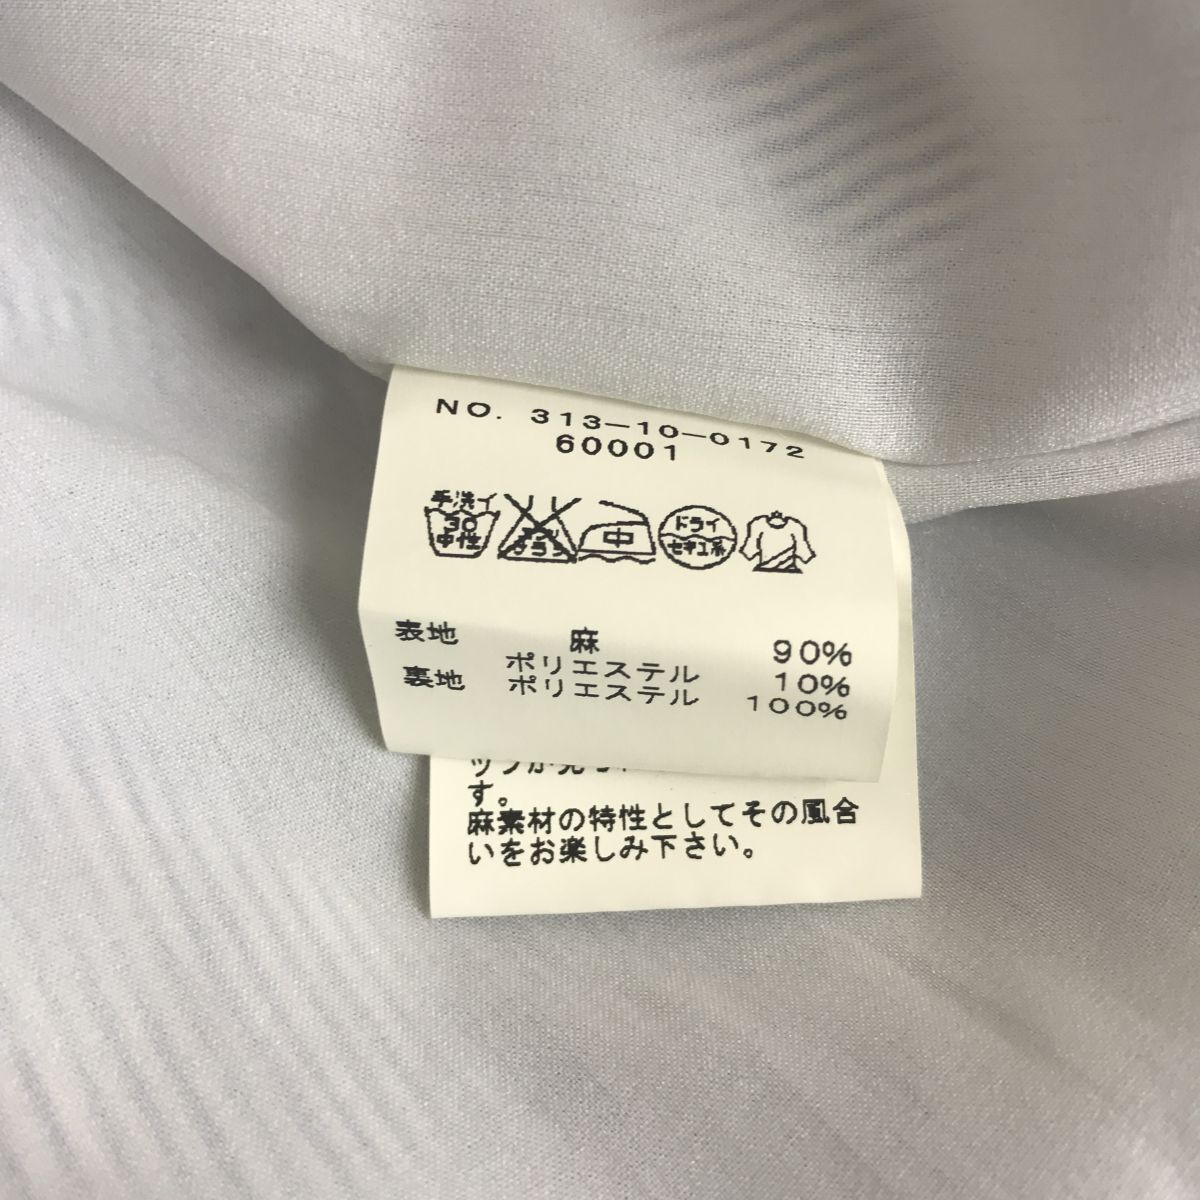 NO. 313-10-0172
60001
手洗イ
30
中性
中
ドライ
セキユ系
表地 麻 90%
ポリエステル 10%
裏地 ポリエステル 100%
す。
麻素材の特性としてその風合
いをお楽しみ下さい。